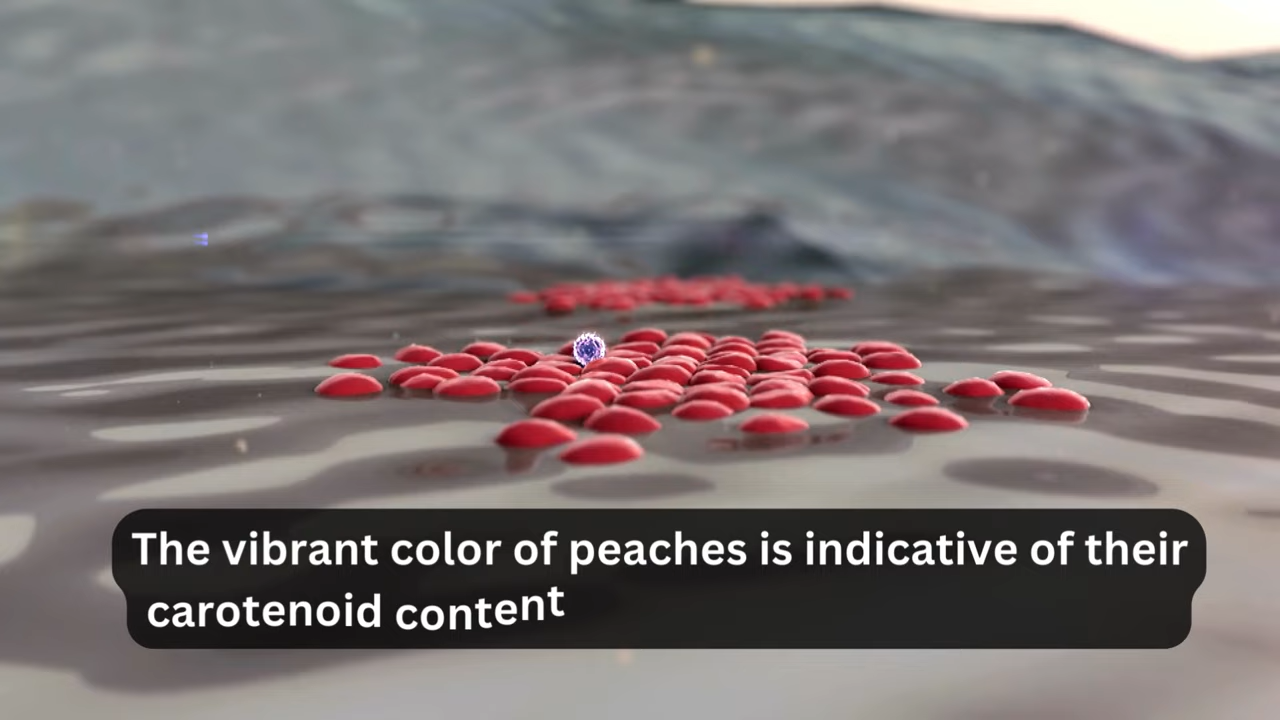 The vibrant color of peaches is indicative of their
carotenoid content